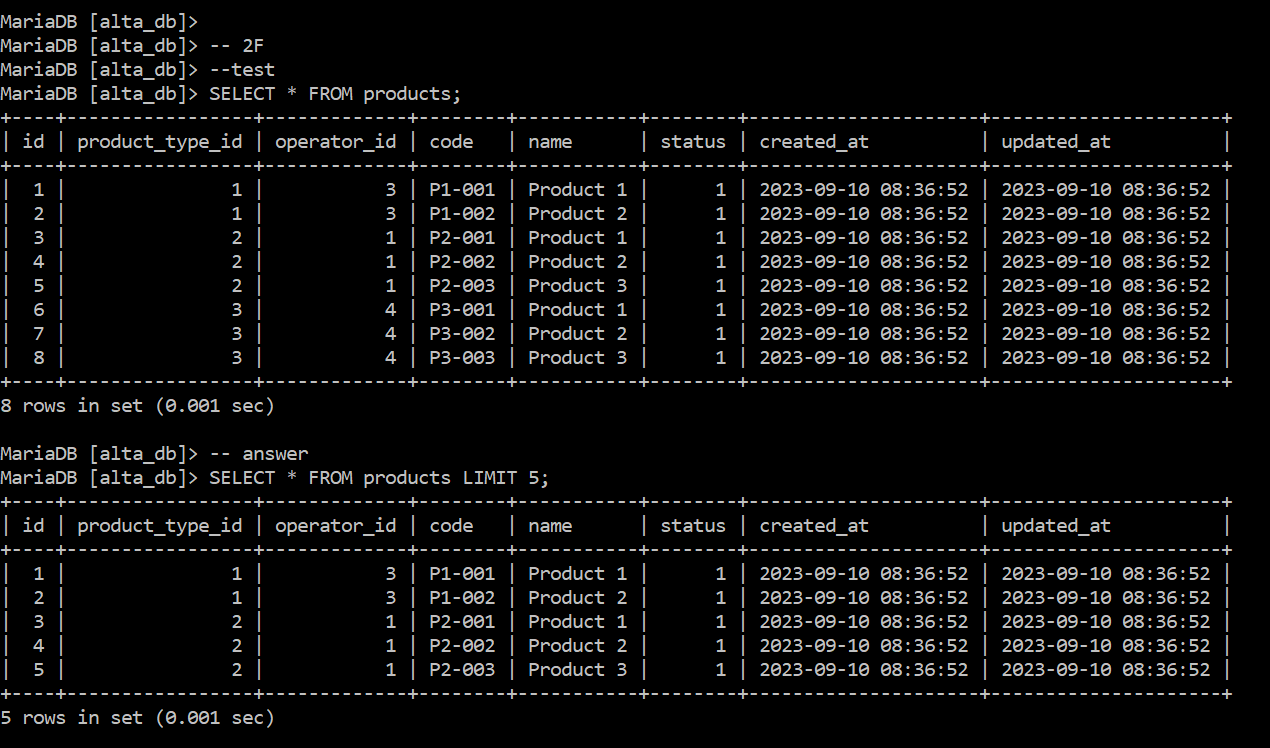 MariaDB [alta_db]>
MariaDB [alta_db]> -- 2F
MariaDB [alta_db]> --test
MariaDB [alta_db]> SELECT * FROM products;
+----+-----------------+-------------+--------+-----------+--------+---------------------+---------------------+
| id | product_type_id | operator_id | code   | name      | status | created_at          | updated_at          |
+----+-----------------+-------------+--------+-----------+--------+---------------------+---------------------+
|  1 |               1 |           3 | P1-001 | Product 1 |      1 | 2023-09-10 08:36:52 | 2023-09-10 08:36:52 |
|  2 |               1 |           3 | P1-002 | Product 2 |      1 | 2023-09-10 08:36:52 | 2023-09-10 08:36:52 |
|  3 |               2 |           1 | P2-001 | Product 1 |      1 | 2023-09-10 08:36:52 | 2023-09-10 08:36:52 |
|  4 |               2 |           1 | P2-002 | Product 2 |      1 | 2023-09-10 08:36:52 | 2023-09-10 08:36:52 |
|  5 |               2 |           1 | P2-003 | Product 3 |      1 | 2023-09-10 08:36:52 | 2023-09-10 08:36:52 |
|  6 |               3 |           4 | P3-001 | Product 1 |      1 | 2023-09-10 08:36:52 | 2023-09-10 08:36:52 |
|  7 |               3 |           4 | P3-002 | Product 2 |      1 | 2023-09-10 08:36:52 | 2023-09-10 08:36:52 |
|  8 |               3 |           4 | P3-003 | Product 3 |      1 | 2023-09-10 08:36:52 | 2023-09-10 08:36:52 |
+----+-----------------+-------------+--------+-----------+--------+---------------------+---------------------+
8 rows in set (0.001 sec)

MariaDB [alta_db]> -- answer
MariaDB [alta_db]> SELECT * FROM products LIMIT 5;
+----+-----------------+-------------+--------+-----------+--------+---------------------+---------------------+
| id | product_type_id | operator_id | code   | name      | status | created_at          | updated_at          |
+----+-----------------+-------------+--------+-----------+--------+---------------------+---------------------+
|  1 |               1 |           3 | P1-001 | Product 1 |      1 | 2023-09-10 08:36:52 | 2023-09-10 08:36:52 |
|  2 |               1 |           3 | P1-002 | Product 2 |      1 | 2023-09-10 08:36:52 | 2023-09-10 08:36:52 |
|  3 |               2 |           1 | P2-001 | Product 1 |      1 | 2023-09-10 08:36:52 | 2023-09-10 08:36:52 |
|  4 |               2 |           1 | P2-002 | Product 2 |      1 | 2023-09-10 08:36:52 | 2023-09-10 08:36:52 |
|  5 |               2 |           1 | P2-003 | Product 3 |      1 | 2023-09-10 08:36:52 | 2023-09-10 08:36:52 |
+----+-----------------+-------------+--------+-----------+--------+---------------------+---------------------+
5 rows in set (0.001 sec)